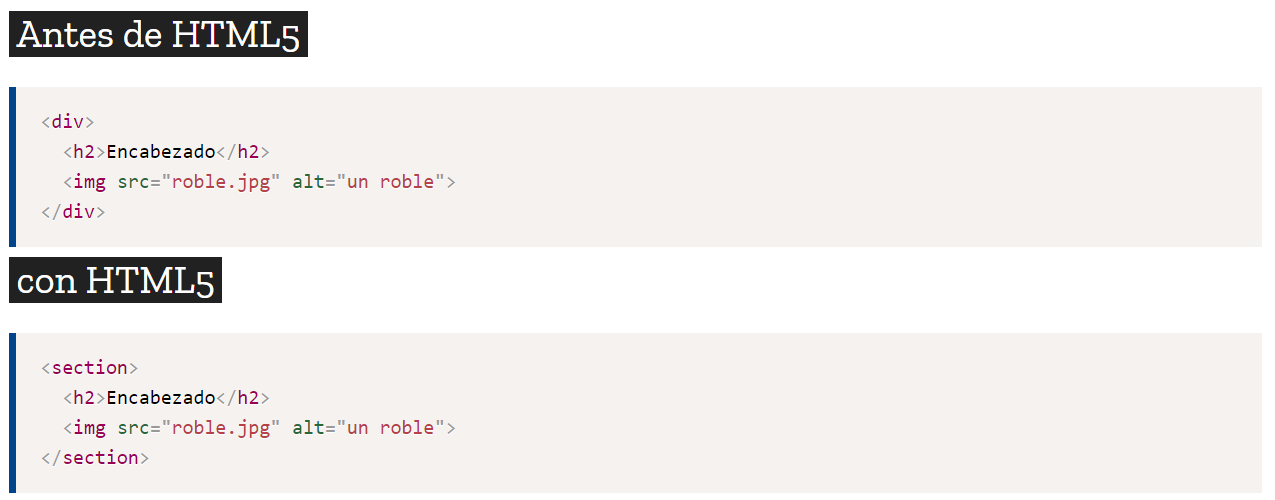 Antes de HTML5
<div>
<h2>Encabezado</h2>
<img src="roble.jpg" alt="un roble">
</div>
con HTML5
<section>
<h2>Encabezado</h2>
<img src="roble.jpg" alt="un roble">
</section>